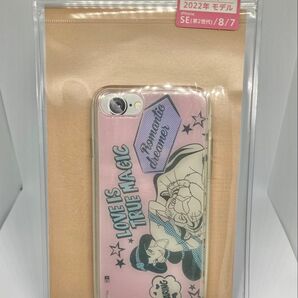 2022年 モデル
SE(第2世代)/8/7
Romantic
dreamer
LOVE IS
TRUE MAGIC